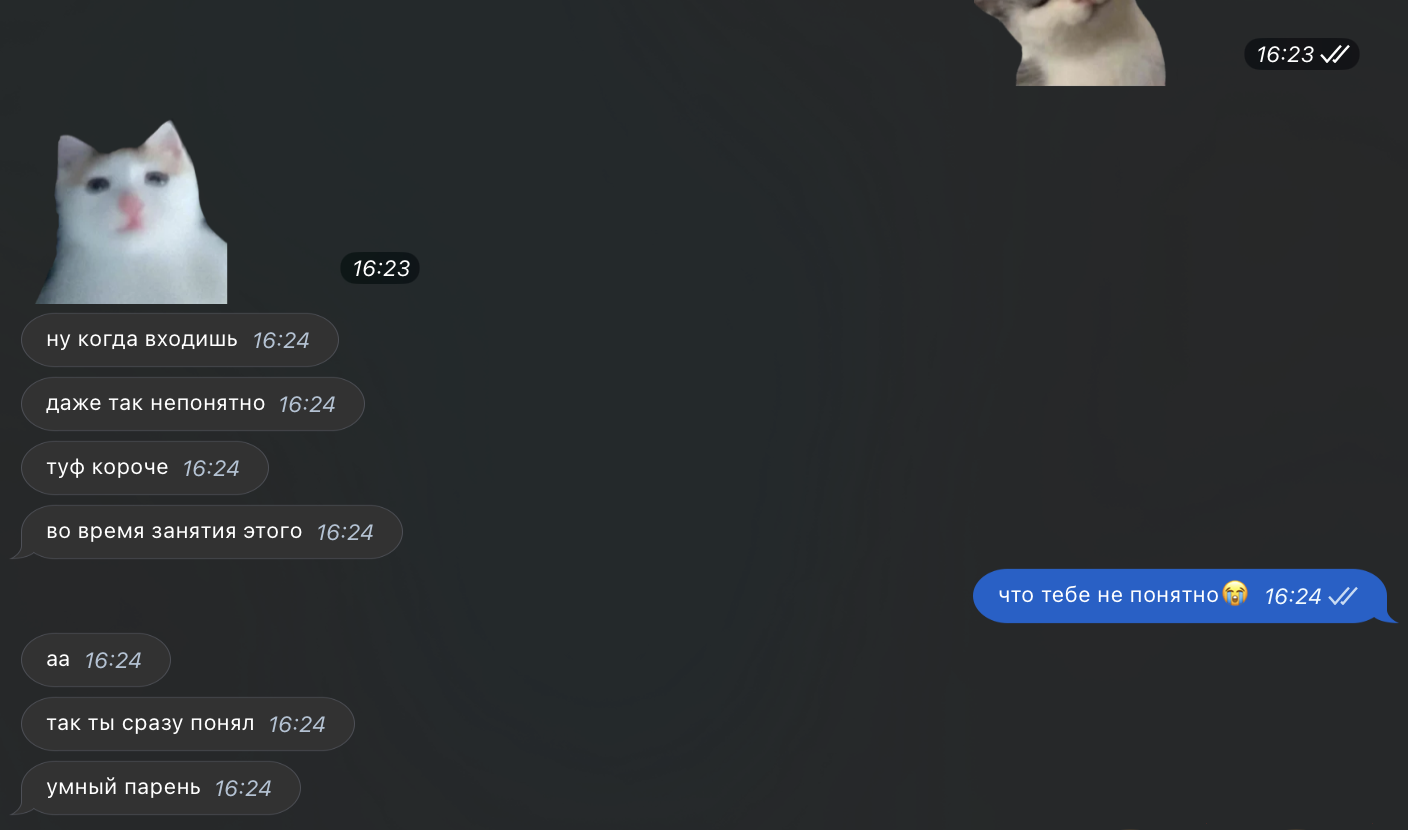 16:23
16:23
ну когда входишь 16:24
даже так непонятно 16:24
туф короче 16:24
во время занятия этого 16:24
что тебе не понятно😭 16:24
аа 16:24
так ты сразу понял 16:24
умный парень 16:24